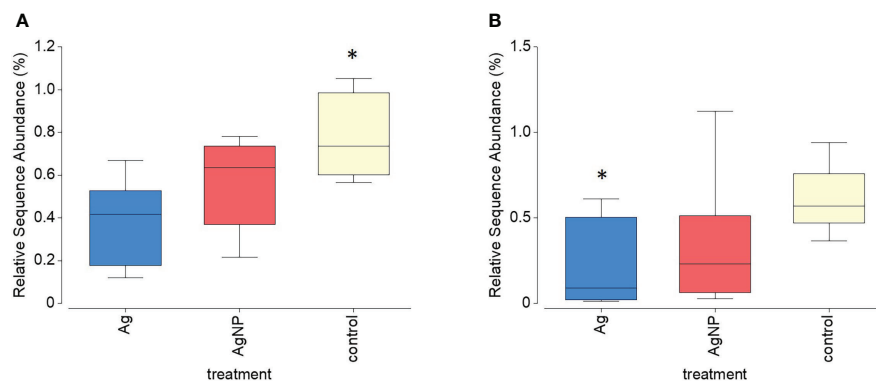 A
Relative Sequence Abundance (%)
1.2
1.0
0.8
0.6
0.4
0.2
0
*
Ag
AgNP
control
treatment
B
Relative Sequence Abundance (%)
1.5
1.0
0.5
0
*
Ag
AgNP
control
treatment